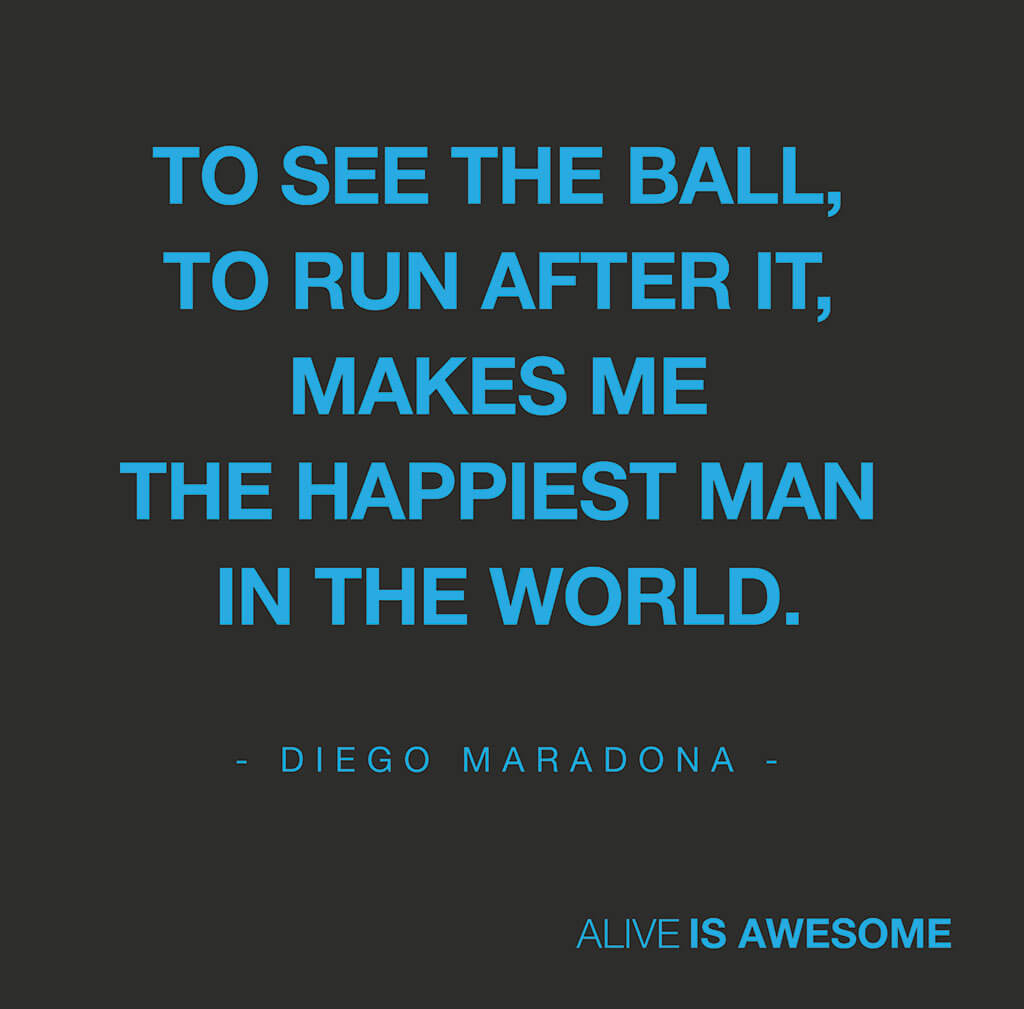 TO SEE THE BALL,
TO RUN AFTER IT,
MAKES ME
THE HAPPIEST MAN
IN THE WORLD.
- DIEGO MARADONA -
ALIVE IS AWESOME